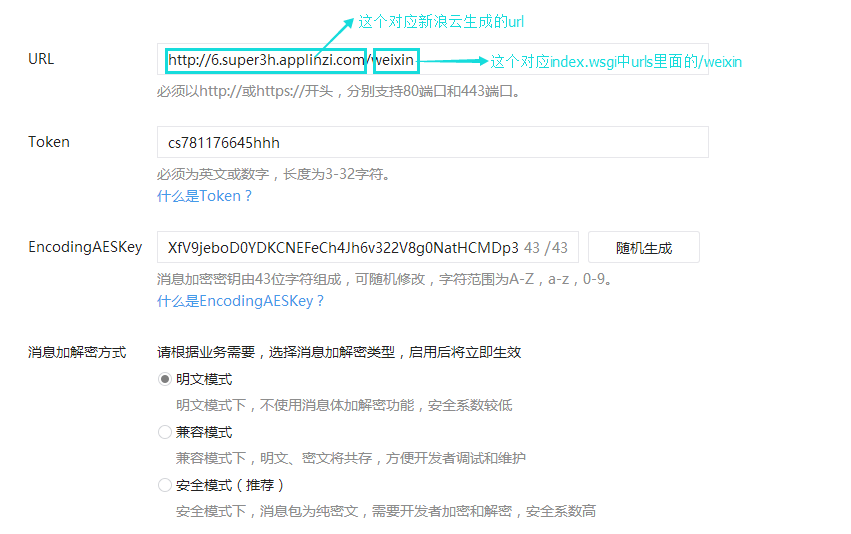 这个对应新浪云生成的url
URL
http://6.super3h.applinzi.com/weixin
这个对应index.wsgi中urls里面的/weixin
必须以http://或https://开头，分别支持80端口和443端口。
Token
cs781176645hhh
必须为英文或数字，长度为3-32字符。
什么是Token？
EncodingAESKey
XfV9jeboD0YDKCNEFeCh4Jh6v322V8g0NatHCMDp3 43 /43
随机生成
消息加密密钥由43位字符组成，可随机修改，字符范围为A-Z，a-z，0-9。
什么是EncodingAESKey？
消息加解密方式
请根据业务需要，选择消息加解密类型，启用后将立即生效
明文模式
明文模式下，不使用消息体加解密功能，安全系数较低
兼容模式
兼容模式下，明文、密文将共存，方便开发者调试和维护
安全模式（推荐）
安全模式下，消息包为纯密文，需要开发者加密和解密，安全系数高